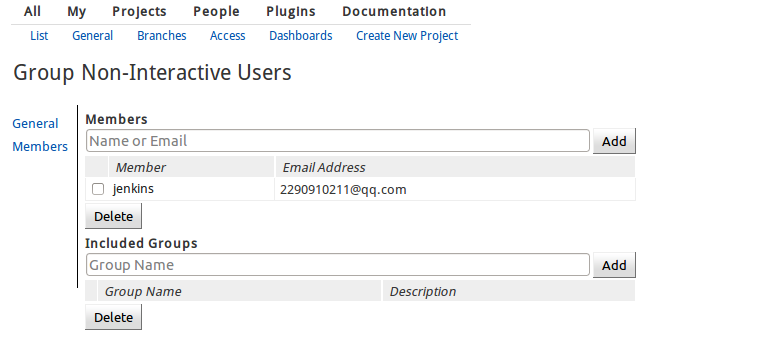 All My Projects People Plugins Documentation
List General Branches Access Dashboards Create New Project
Group Non-Interactive Users
General
Members
Members
Name or Email Add
Member Email Address
jenkins 2290910211@qq.com
Delete
Included Groups
Group Name Add
Group Name Description
Delete